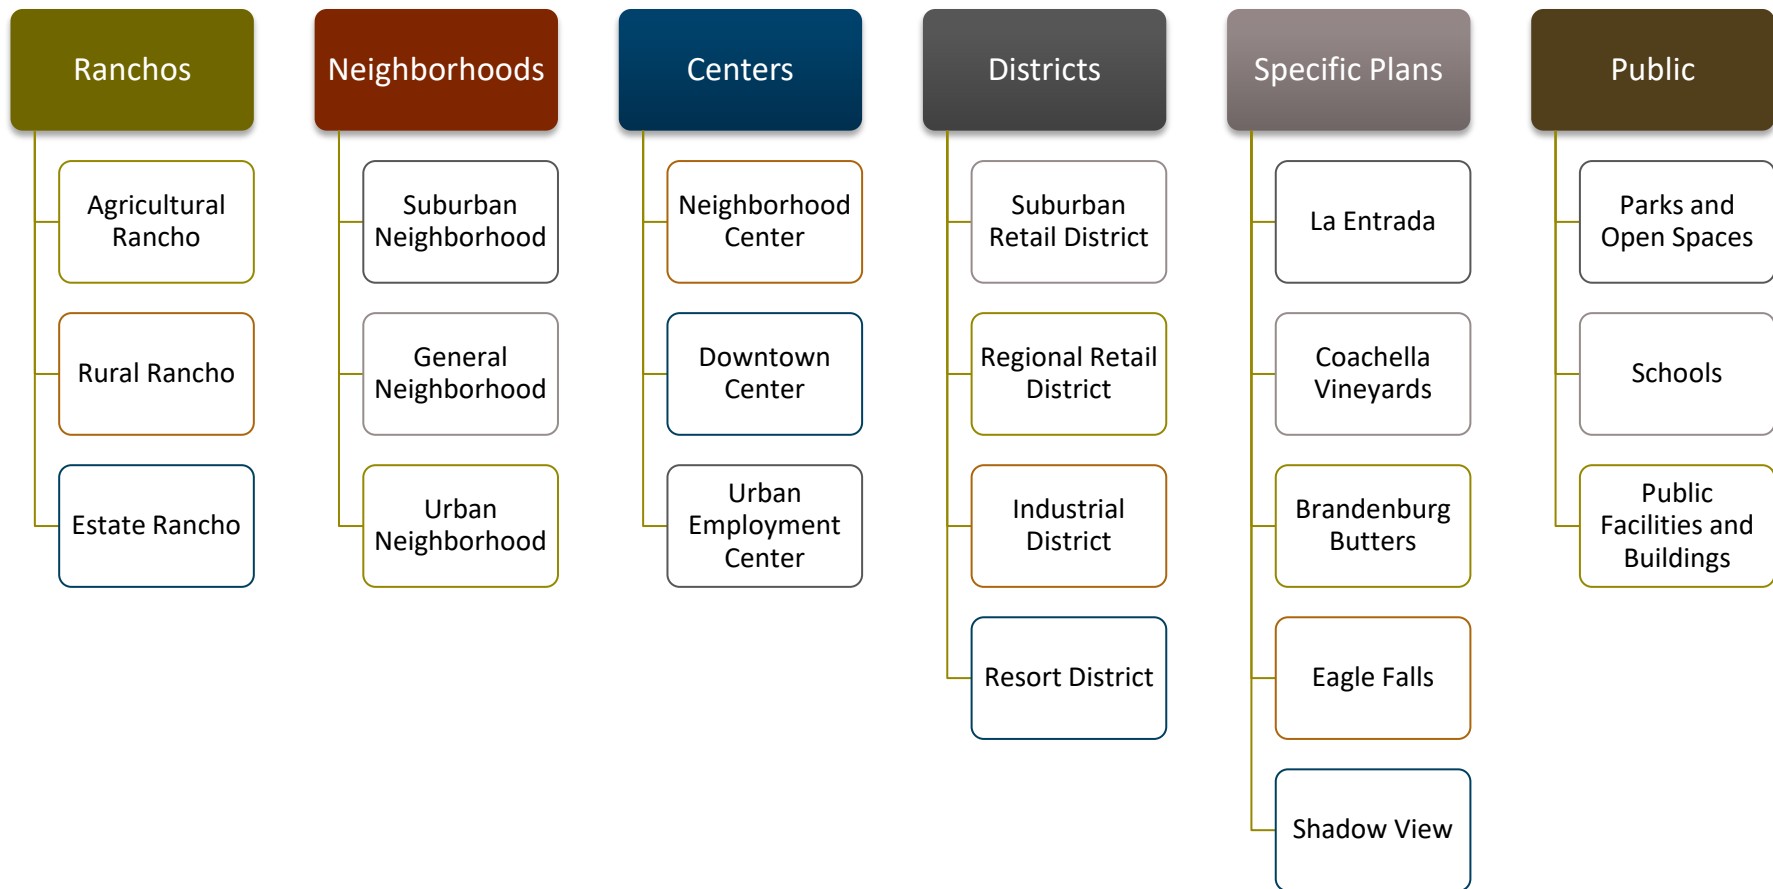 Ranchos
Agricultural
Rancho
Rural Rancho
Estate Rancho
Neighborhoods
Suburban
Neighborhood
General
Neighborhood
Urban
Neighborhood
Centers
Neighborhood
Center
Downtown
Center
Urban
Employment
Center
Districts
Suburban
Retail District
Regional Retail
District
Industrial
District
Resort District
Specific Plans
La Entrada
Coachella
Vineyards
Brandenburg
Butters
Eagle Falls
Shadow View
Public
Parks and
Open Spaces
Schools
Public
Facilities and
Buildings